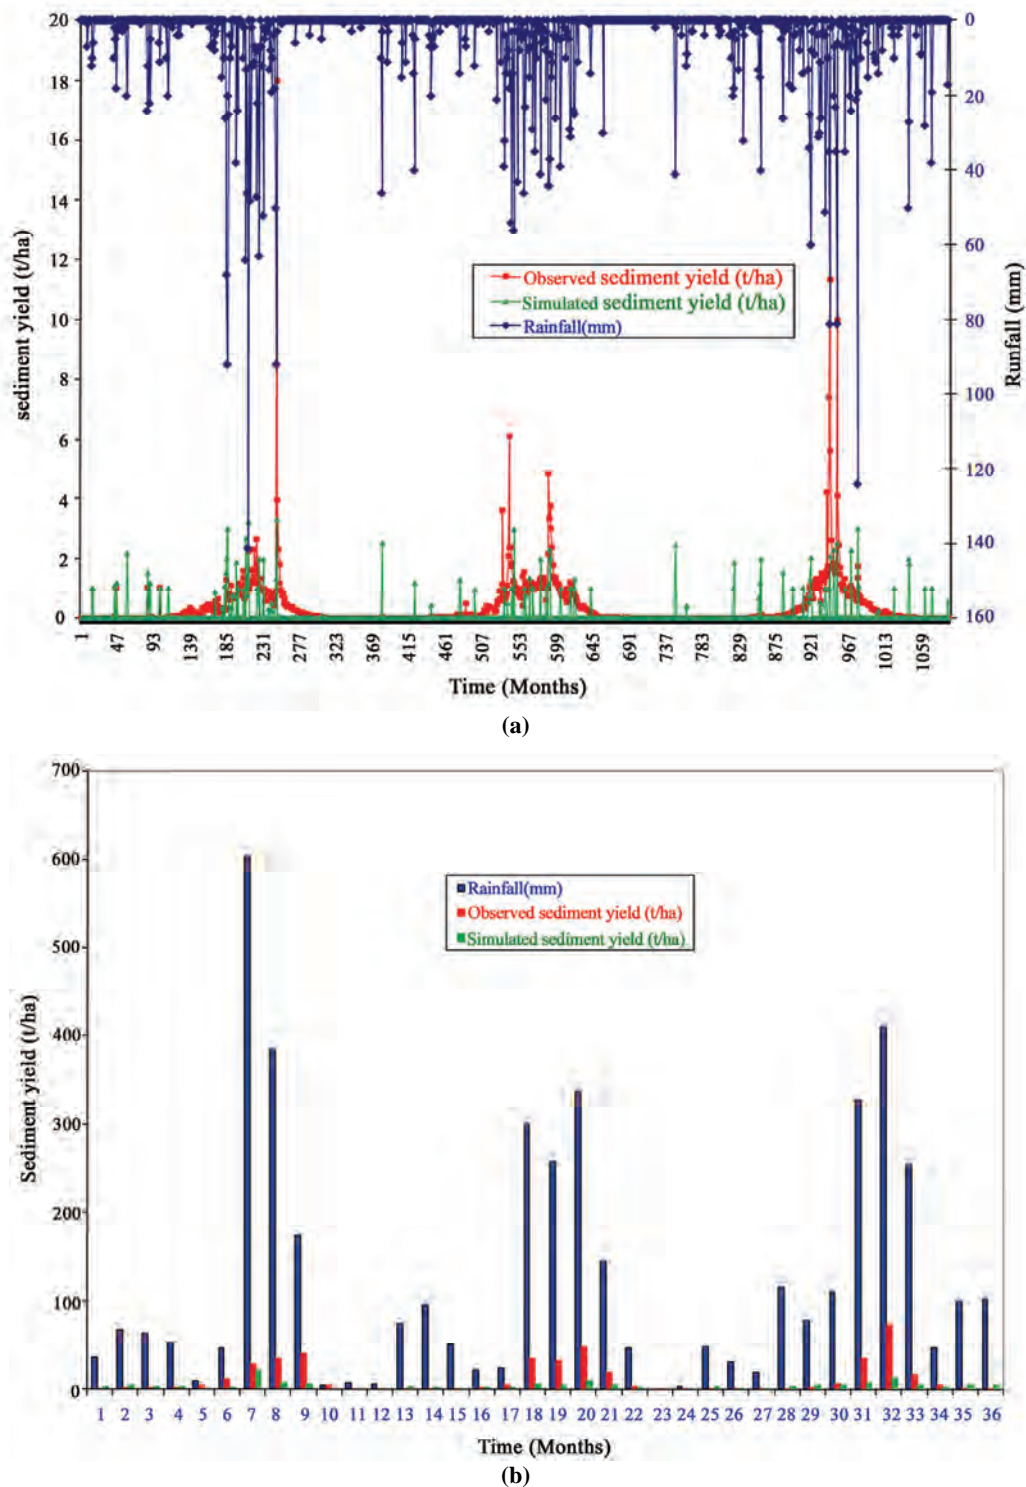 20
18
16
14
12
10
8
6
4
2
0
sediment yield (t/ha)
0
20
40
60
80
100
120
140
160
Runfall (mm)
Observed sediment yield (t/ha)
Simulated sediment yield (t/ha)
Rainfall(mm)
1 47 93 139 185 231 277 323 369 415 461 507 553 599 645 691 737 783 829 875 921 967 1013 1059
Time (Months)
(a)
700
600
500
400
300
200
100
0
Sediment yield (t/ha)
Rainfall(mm)
Observed sediment yield (t/ha)
Simulated sediment yield (t/ha)
1 2 3 4 5 6 7 8 9 10 11 12 13 14 15 16 17 18 19 20 21 22 23 24 25 26 27 28 29 30 31 32 33 34 35 36
Time (Months)
(b)